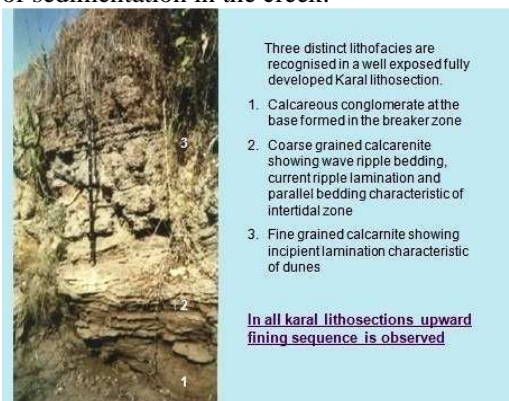 of sedimentation in the creek.
Three distinct lithofacies are
recognised in a well exposed fully
developed Karal lithosection.
1. Calcareous conglomerate at the
base formed in the breaker zone
2. Coarse grained calcarenite
showing wave ripple bedding,
current ripple lamination and
parallel bedding characteristic of
intertidal zone
3. Fine grained calcarnite showing
incipient lamination characteristic
of dunes
In all karal lithosections upward
fining sequence is observed
3
2
1